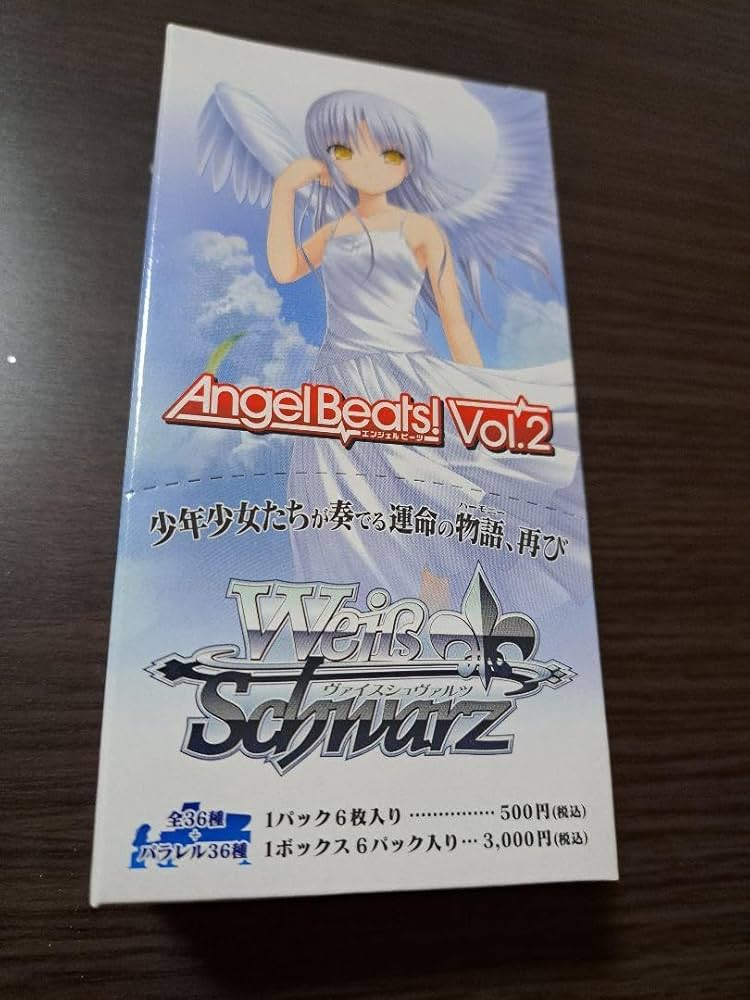 Angel Beats! Vol.2
エンジェルビーツ
ハーモニー
少年少女たちが奏でる運命の物語、再び
Weiß
ヴァイスシュヴァルツ
Schwarz
全36種
+
パラレル36種
1パック6枚入り……………500円(税込)
1ボックス6パック入り…3,000円(税込)